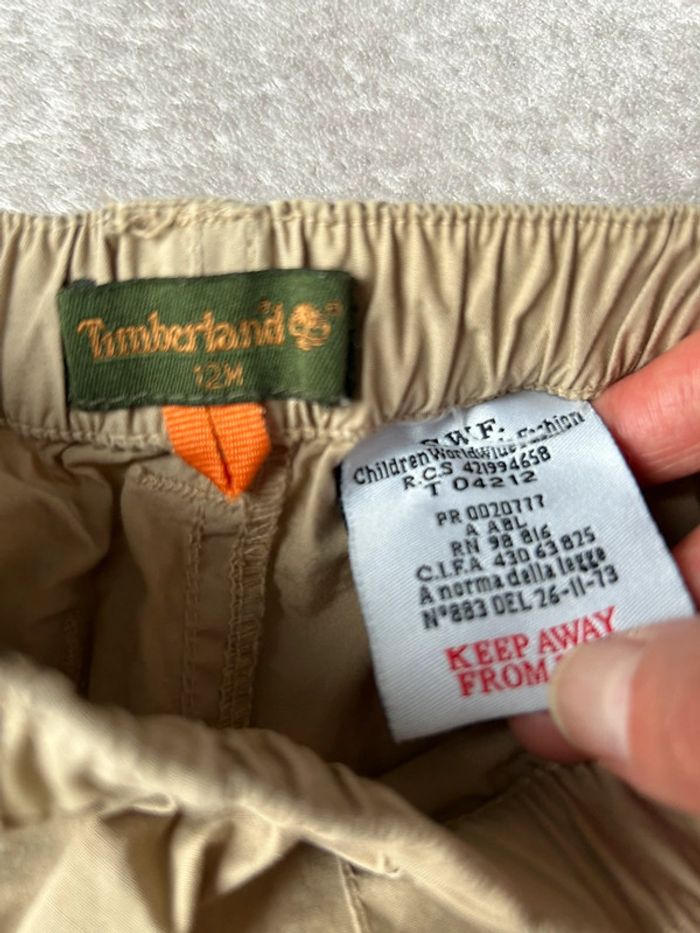 Timberland
12M
C.W.F.
Children Worldwide Fashion
R.C.S 421994658
T 04212
PR 0020777
A ABL
RN 98 816
C.I.F.A. 430 63 825
A norma della legge
N°883 DEL 26-11-73
KEEP AWAY
FROM